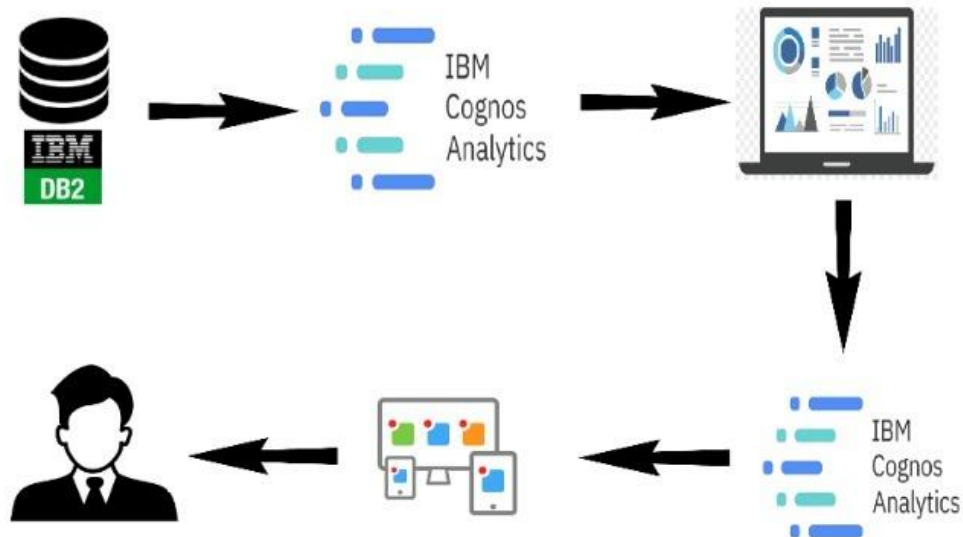 IBM
Cognos
Analytics
IBM
DB2
IBM
Cognos
Analytics